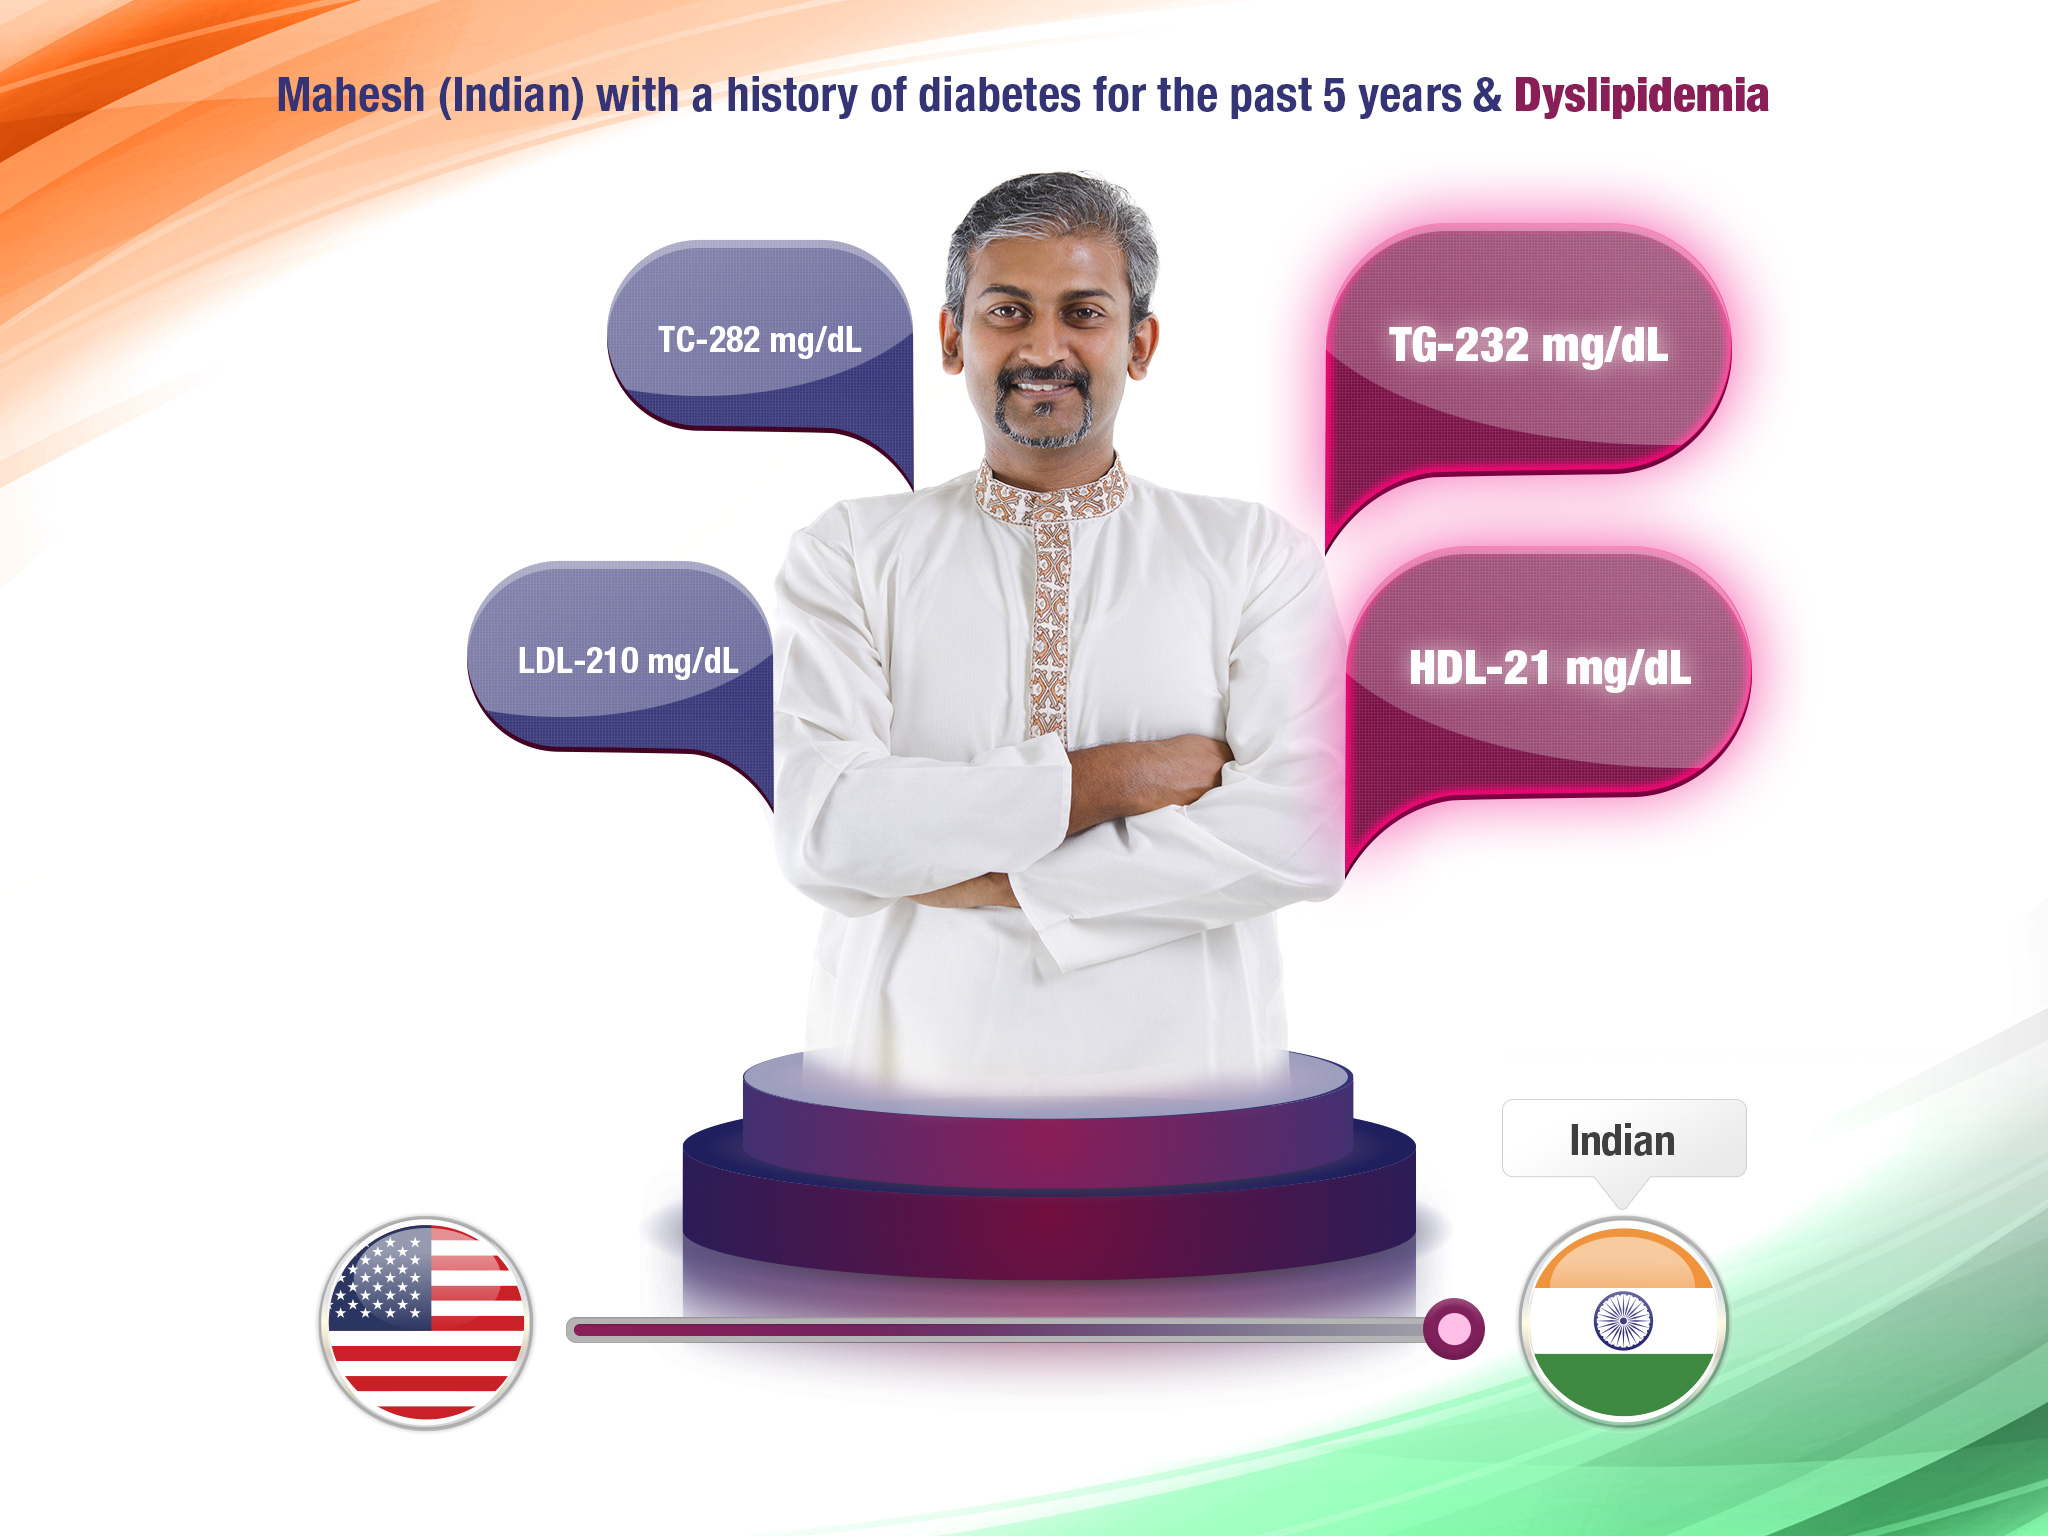 Mahesh (Indian) with a history of diabetes for the past 5 years & Dyslipidemia
TC-282 mg/dL
TG-232 mg/dL
LDL-210 mg/dL
HDL-21 mg/dL
Indian